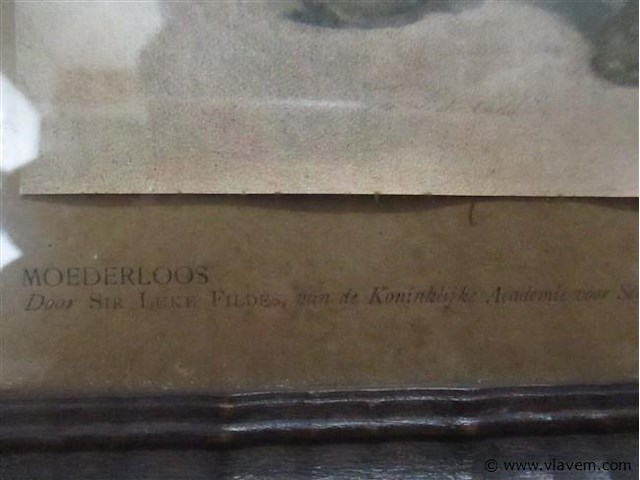 MOEDERLOOS
Door SIR LUKE FILDES, van de Koninklijke Academie voor
© www.vlavem.com